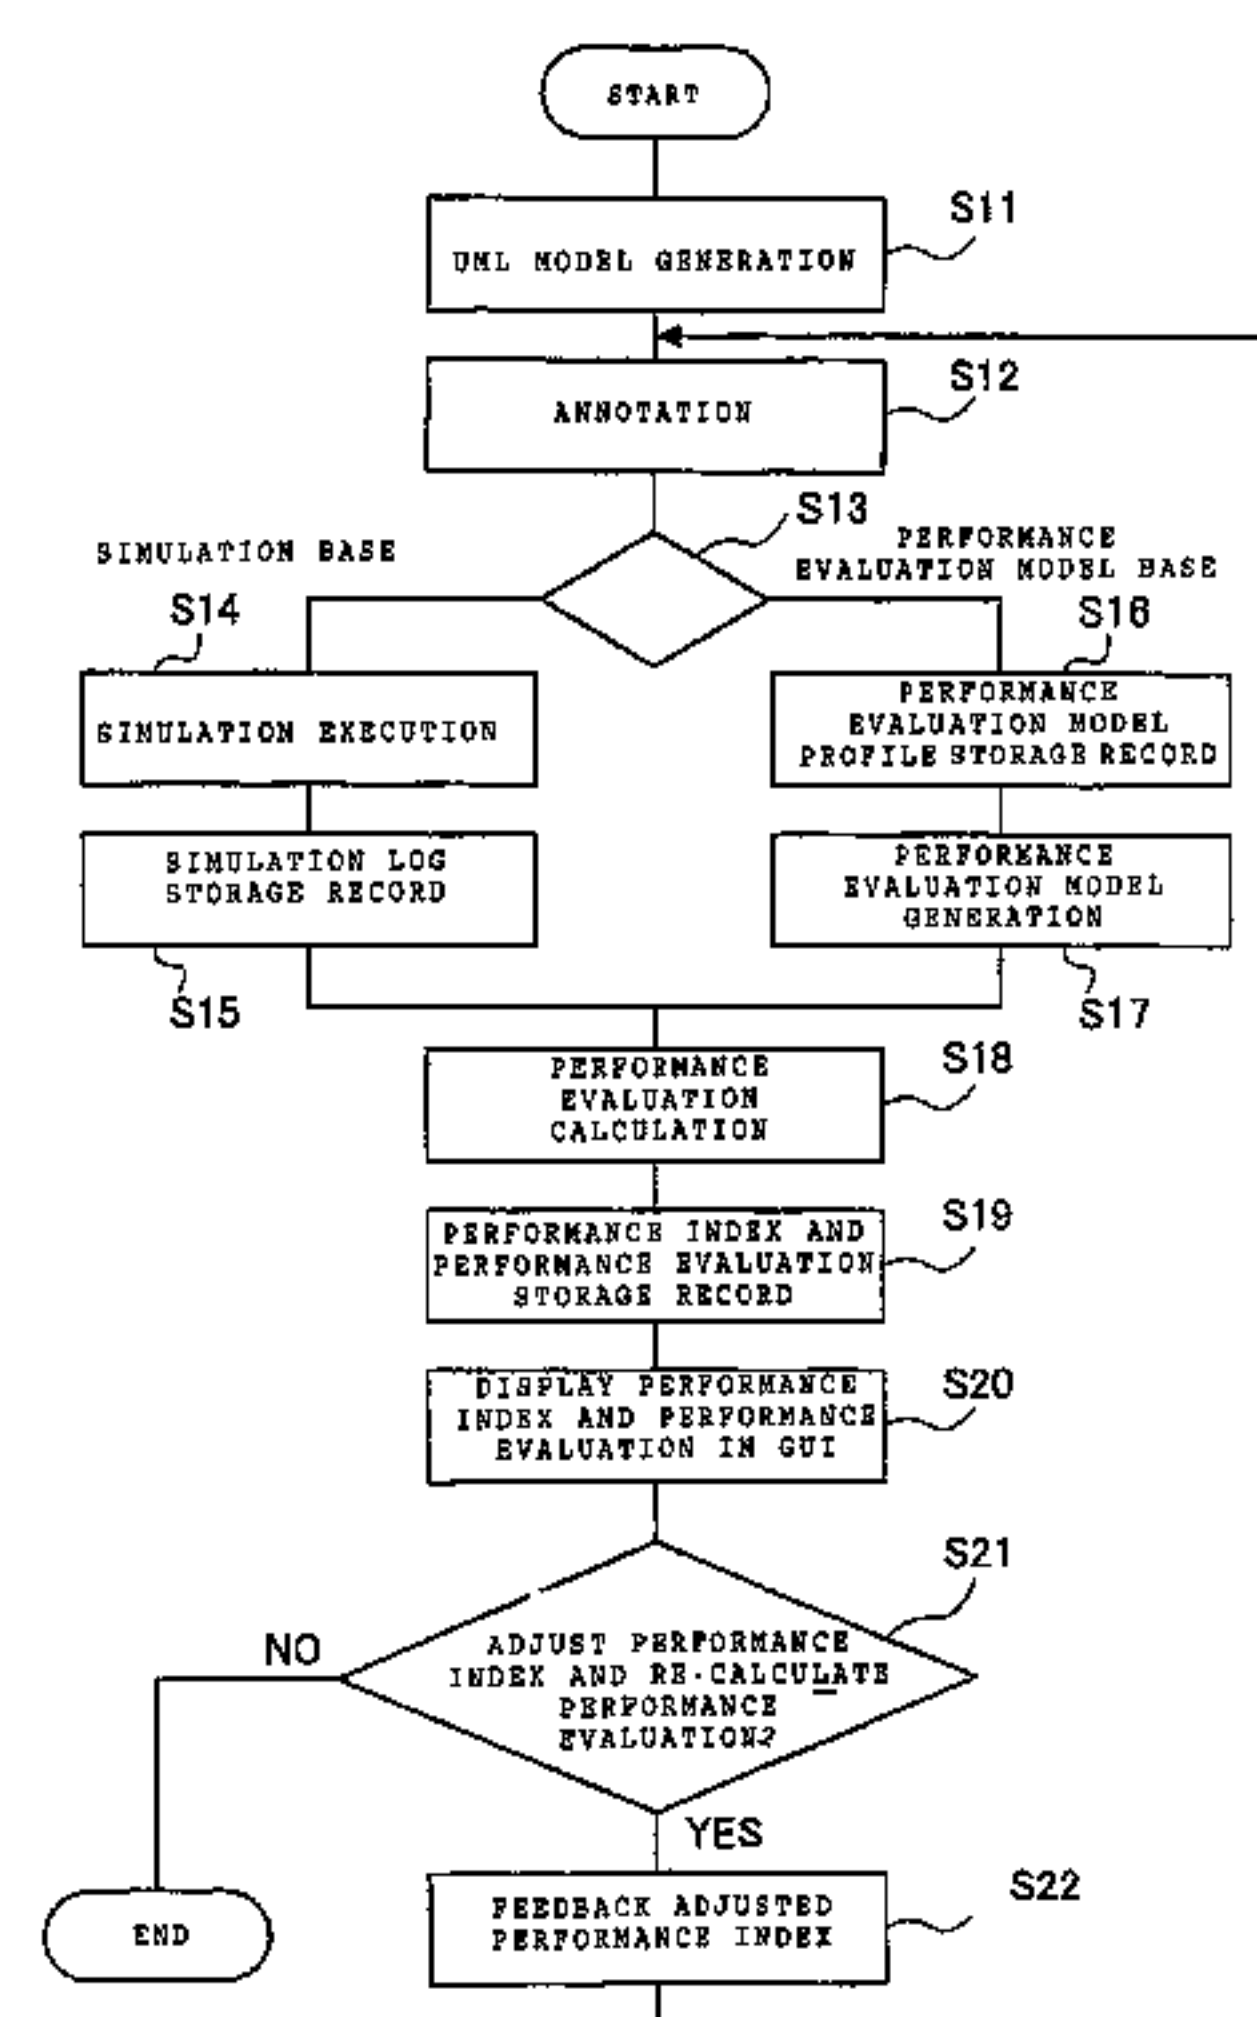 START
S11
UML MODEL GENERATION
S12
ANNOTATION
S13
SIMULATION BASE
PERFORMANCE
EVALUATION MODEL BASE
S14
S16
SIMULATION EXECUTION
PERFORMANCE
EVALUATION MODEL
PROFILE STORAGE RECORD
SIMULATION LOG
STORAGE RECORD
PERFORMANCE
EVALUATION MODEL
GENERATION
S15
S17
S18
PERFORMANCE
EVALUATION
CALCULATION
S19
PERFORMANCE INDEX AND
PERFORMANCE EVALUATION
STORAGE RECORD
S20
DISPLAY PERFORMANCE
INDEX AND PERFORMANCE
EVALUATION IN GUI
S21
NO
ADJUST PERFORMANCE
INDEX AND RE-CALCULATE
PERFORMANCE
EVALUATION?
YES
S22
FEEDBACK ADJUSTED
PERFORMANCE INDEX
END